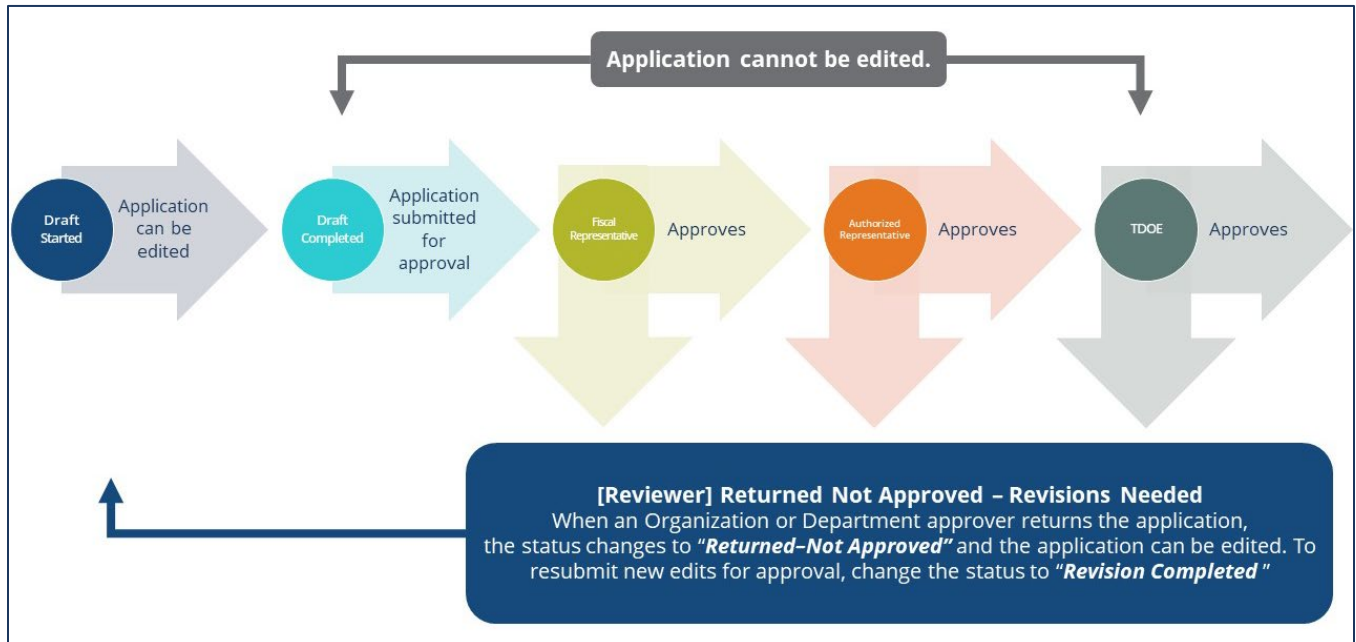 Application cannot be edited.
Draft
Started
Application
can be
edited
Draft
Completed
Application
submitted
for
approval
Fiscal
Representative
Approves
Authorized
Representative
Approves
TDOE
Approves
[Reviewer] Returned Not Approved – Revisions Needed
When an Organization or Department approver returns the application,
the status changes to “Returned–Not Approved” and the application can be edited. To
resubmit new edits for approval, change the status to “Revision Completed ”